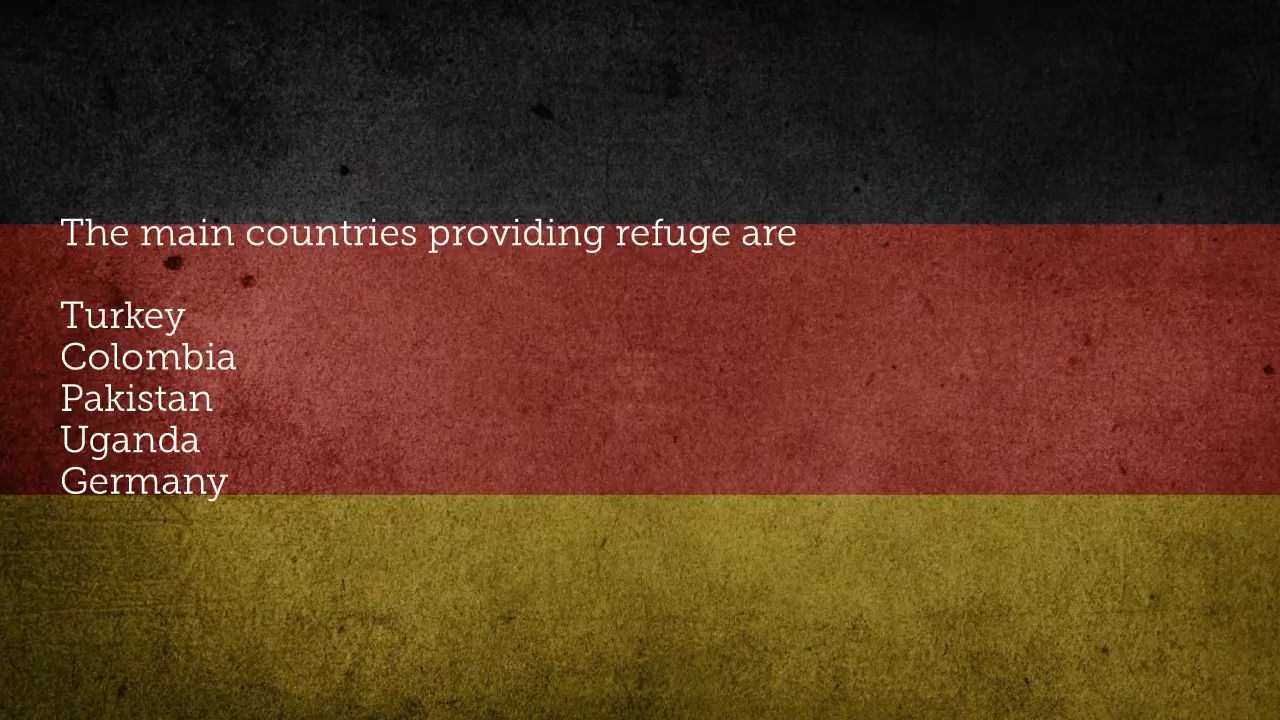 The main countries providing refuge are
Turkey
Colombia
Pakistan
Uganda
Germany